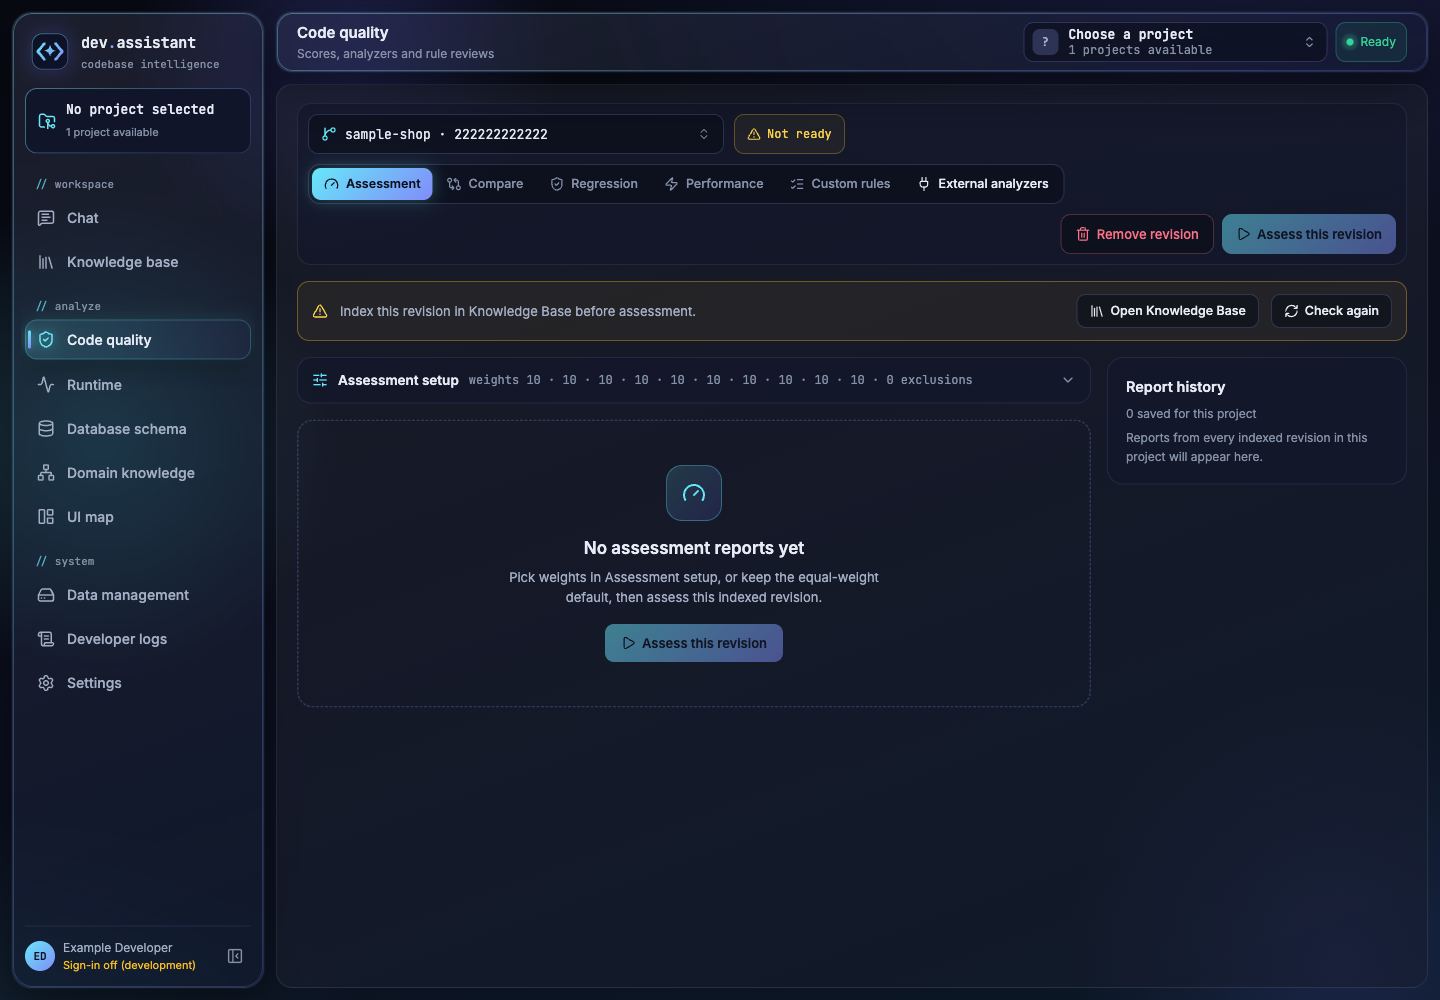 dev.assistant
codebase intelligence
No project selected
1 project available
// workspace
Chat
Knowledge base
// analyze
Code quality
Runtime
Database schema
Domain knowledge
UI map
// system
Data management
Developer logs
Settings
ED
Example Developer
Sign-in off (development)
Code quality
Scores, analyzers and rule reviews
?
Choose a project
1 projects available
Ready
sample-shop · 222222222222
Not ready
Assessment
Compare
Regression
Performance
Custom rules
External analyzers
Remove revision
Assess this revision
Index this revision in Knowledge Base before assessment.
Open Knowledge Base
Check again
Assessment setup weights 10 · 10 · 10 · 10 · 10 · 10 · 10 · 10 · 10 · 10 · 0 exclusions
No assessment reports yet
Pick weights in Assessment setup, or keep the equal-weight
default, then assess this indexed revision.
Assess this revision
Report history
0 saved for this project
Reports from every indexed revision in this
project will appear here.